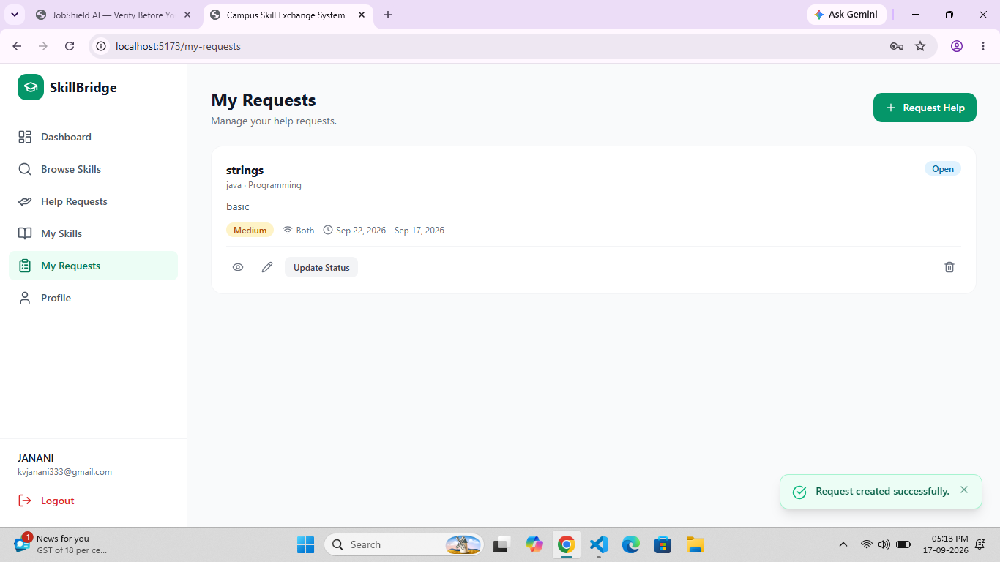 JobShield AI — Verify Before Yo
Campus Skill Exchange System
Ask Gemini
localhost:5173/my-requests
SkillBridge
Dashboard
Browse Skills
Help Requests
My Skills
My Requests
Profile
JANANI
kvjanani333@gmail.com
Logout
My Requests
Manage your help requests.
Request Help
strings
Open
java · Programming
basic
Medium Both Sep 22, 2026 Sep 17, 2026
Update Status
Request created successfully.
1
News for you
GST of 18 per ce...
Search
05:13 PM
17-09-2026